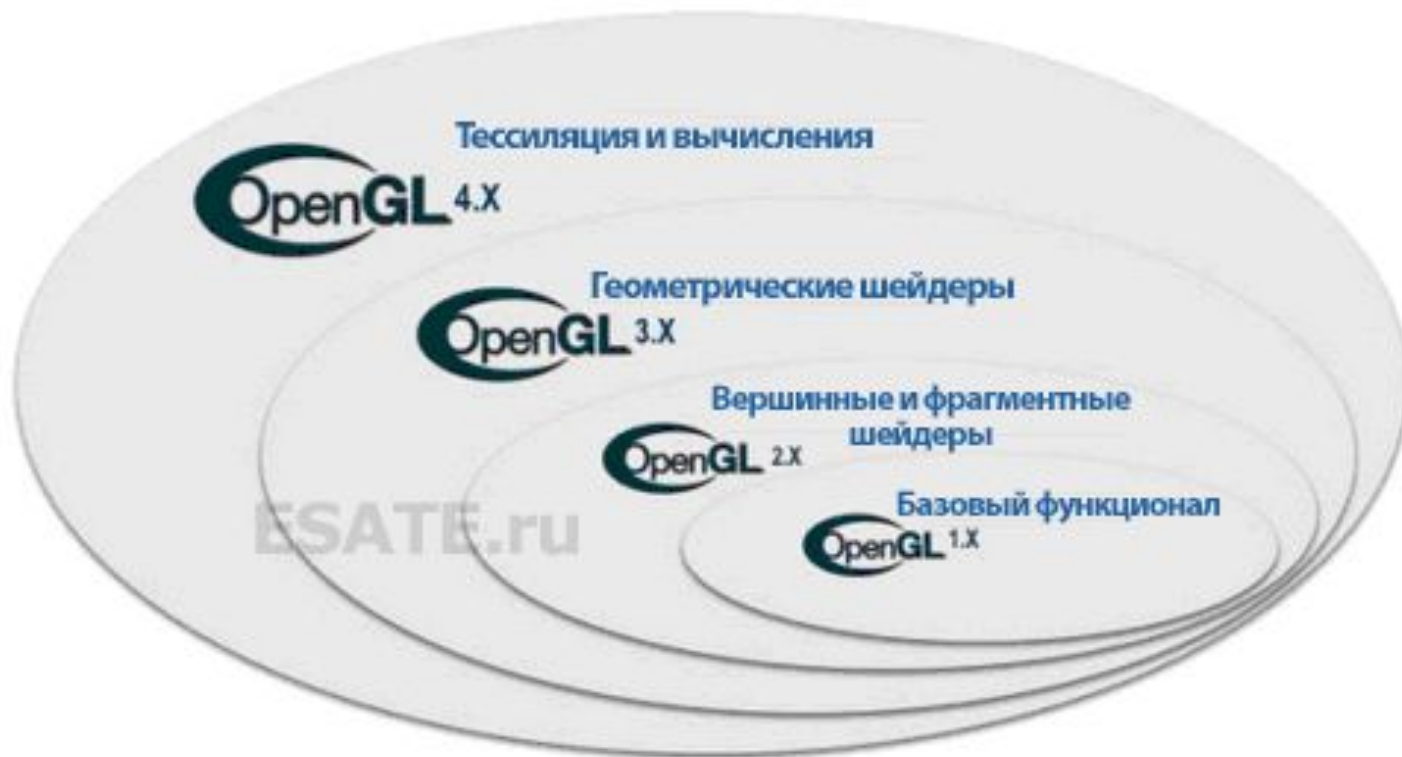 Тессиляция и вычисления
OpenGL 4.X
Геометрические шейдеры
OpenGL 3.X
Вершинные и фрагментные
шейдеры
OpenGL 2.X
Базовый функционал
OpenGL 1.X
ESATE.ru